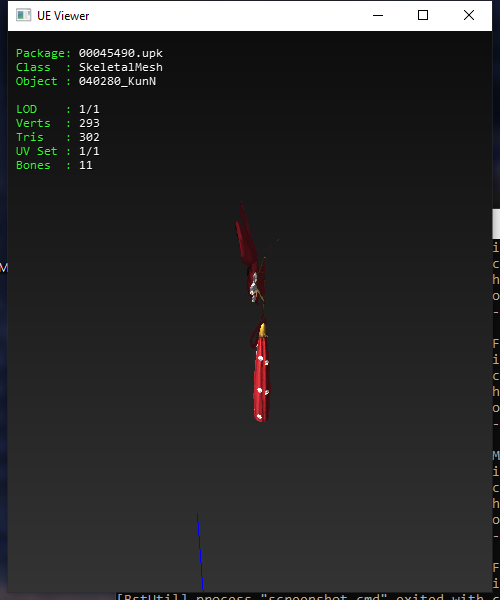 UE Viewer
Package: 00045490.upk
Class  : SkeletalMesh
Object : 040280_KunN
LOD    : 1/1
Verts  : 293
Tris   : 302
UV Set : 1/1
Bones  : 11
M
i
c
h
o
-
F
i
c
h
o
-
M
i
c
h
o
-
F
i
[BstUtil] process "screenshot.cmd" exited with c